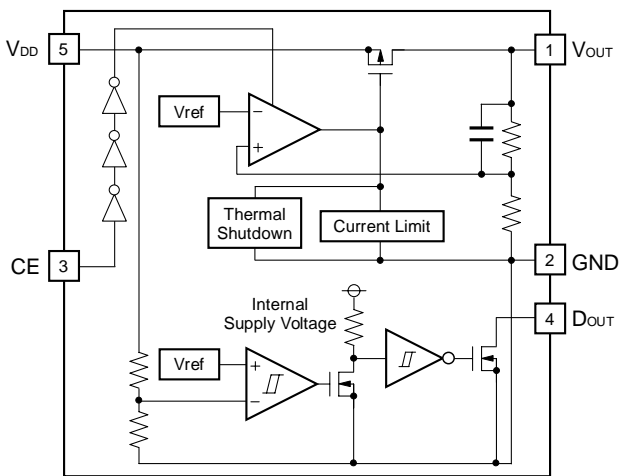 VDD 5
1 VOUT
Vref
−
+
Thermal
Shutdown
Current Limit
CE 3
2 GND
Internal
Supply Voltage
4 DOUT
Vref
+
−